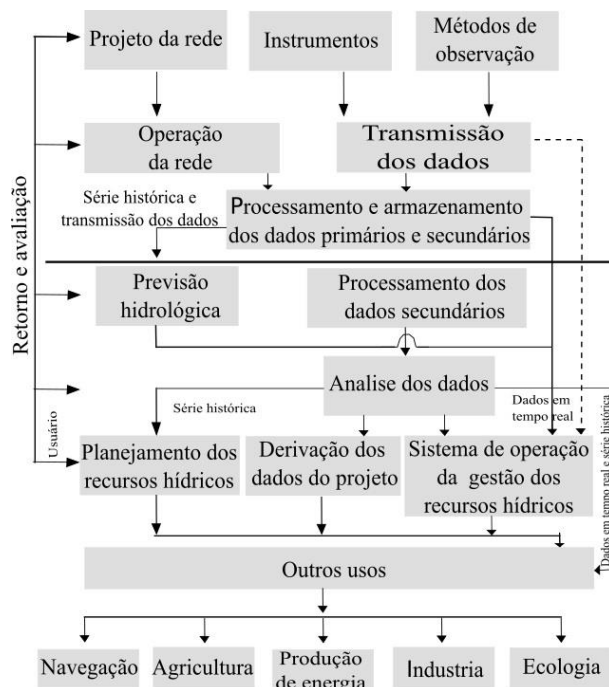 Projeto da rede
Instrumentos
Métodos de
observação
Operação
da rede
Transmissão
dos dados
Série histórica e
transmissão dos dados
Processamento e armazenamento
dos dados primários e secundários
Retorno e avaliação
Previsão
hidrológica
Processamento dos
dados secundários
Analise dos dados
Usuário
Série histórica
Dados em
tempo real
Planejamento dos
recursos hídricos
Derivação dos
dados do projeto
Sistema de operação
da gestão dos
recursos hídricos
Dados em tempo real e série histórica
Outros usos
Navegação
Agricultura
Produção
de energia
Industria
Ecologia